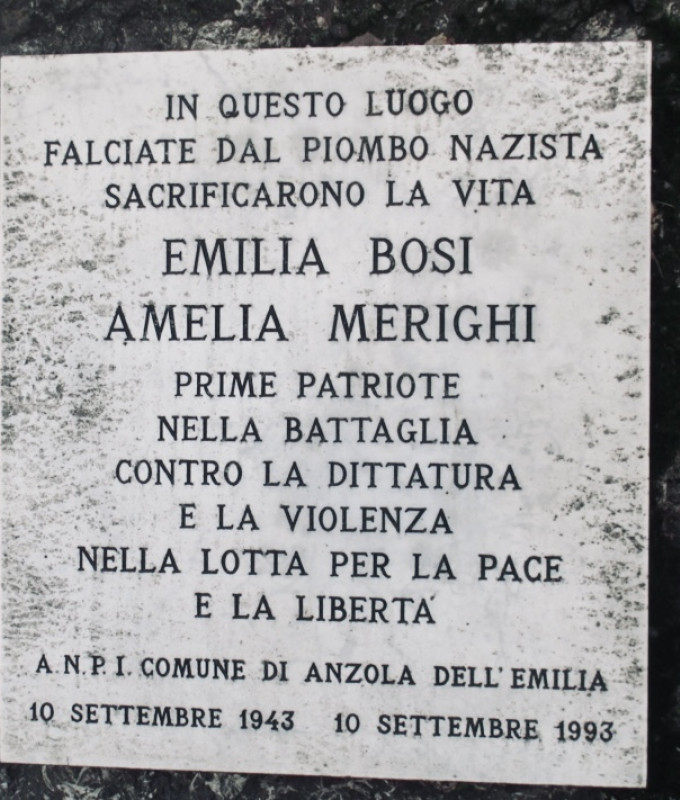 IN QUESTO LUOGO
FALCIATE DAL PIOMBO NAZISTA
SACRIFICARONO LA VITA
EMILIA BOSI
AMELIA MERIGHI
PRIME PATRIOTE
NELLA BATTAGLIA
CONTRO LA DITTATURA
E LA VIOLENZA
NELLA LOTTA PER LA PACE
E LA LIBERTA'
A.N.P.I. COMUNE DI ANZOLA DELL'EMILIA
10 SETTEMBRE 1943 10 SETTEMBRE 1993